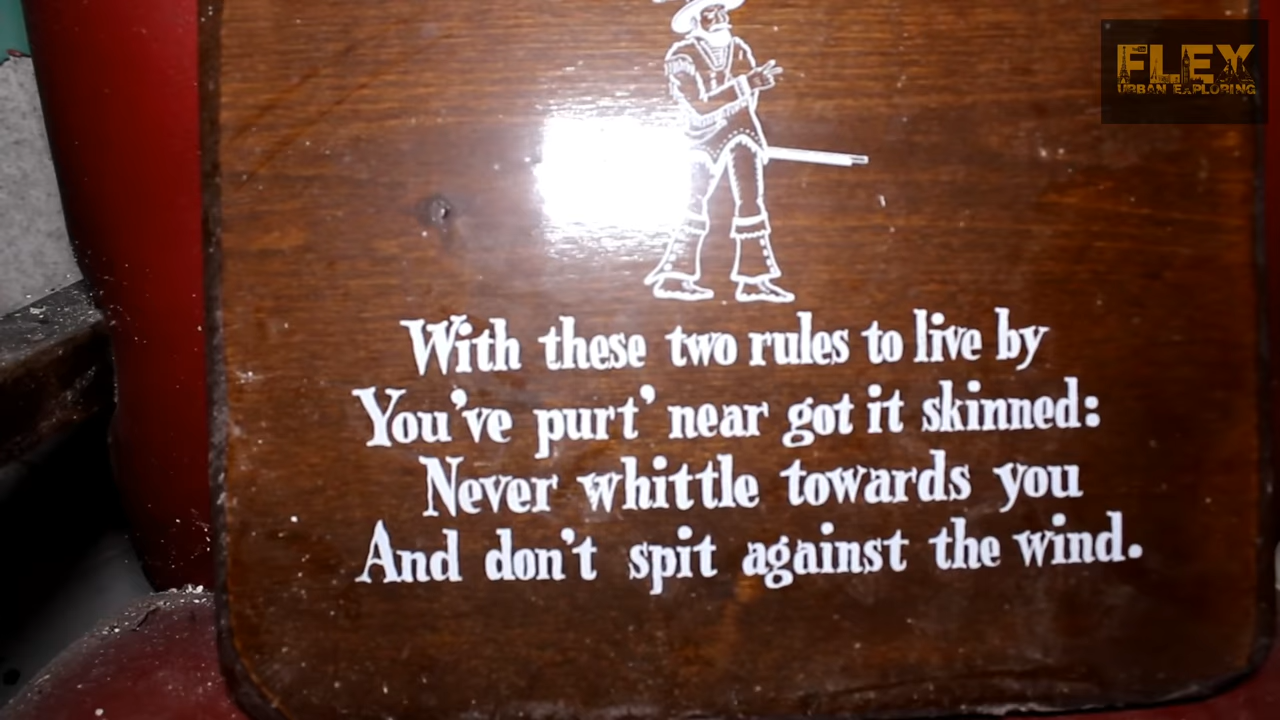 FLEX
URBAN EXPLORING
With these two rules to live by
You've purt' near got it skinned:
Never whittle towards you
And don't spit against the wind.